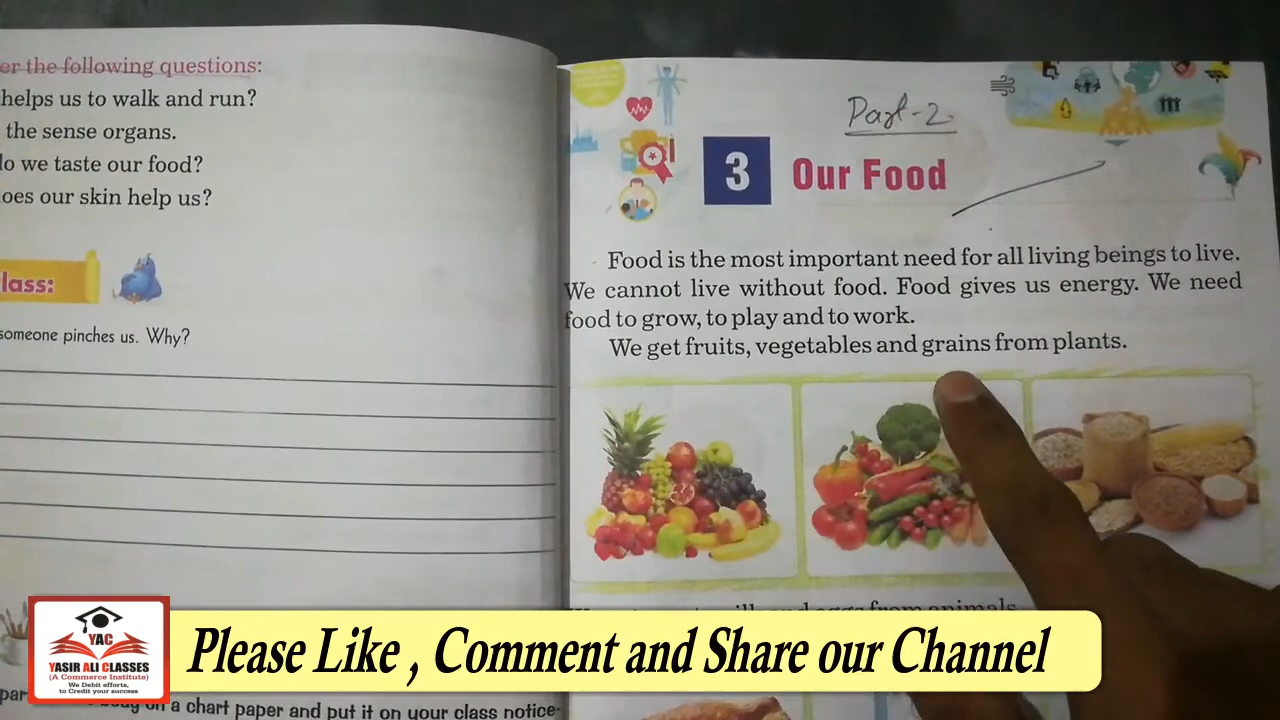 er the following questions:
helps us to walk and run?
the sense organs.
do we taste our food?
oes our skin help us?
lass:
someone pinches us. Why?
Part-2
3 Our Food
Food is the most important need for all living beings to live.
We cannot live without food. Food gives us energy. We need
food to grow, to play and to work.
We get fruits, vegetables and grains from plants.
and eggs from animals
YAC
YASIR ALI CLASSES
(A Commerce Institute)
We Debit efforts,
to Credit your success
Please Like , Comment and Share our Channel
on a chart paper and put it on your class notice-